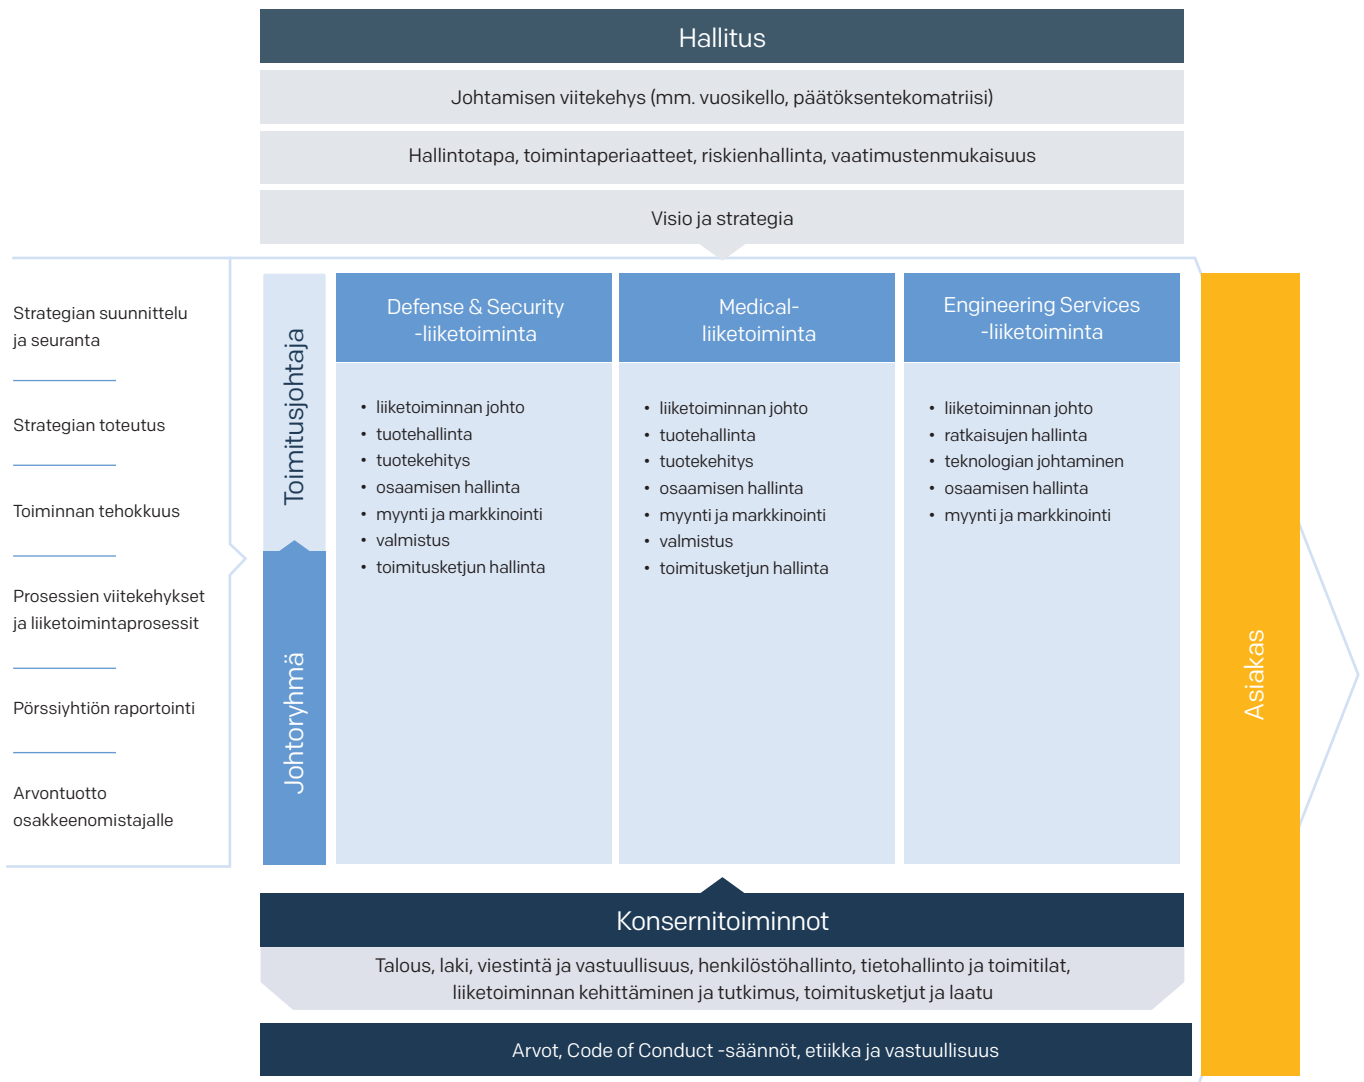 Hallitus
Johtamisen viitekehys (mm. vuosikello, päätöksentekomatriisi)
Hallintotapa, toimintaperiaatteet, riskienhallinta, vaatimustenmukaisuus
Visio ja strategia
Strategian suunnittelu
ja seuranta
Strategian toteutus
Toiminnan tehokkuus
Prosessien viitekehykset
ja liiketoimintaprosessit
Pörssiyhtiön raportointi
Arvontuotto
osakkeenomistajalle
Toimitusjohtaja
Johtoryhmä
Defense & Security
-liiketoiminta
• liiketoiminnan johto
• tuotehallinta
• tuotekehitys
• osaamisen hallinta
• myynti ja markkinointi
• valmistus
• toimitusketjun hallinta
Medical-
liiketoiminta
• liiketoiminnan johto
• tuotehallinta
• tuotekehitys
• osaamisen hallinta
• myynti ja markkinointi
• valmistus
• toimitusketjun hallinta
Engineering Services
-liiketoiminta
• liiketoiminnan johto
• ratkaisujen hallinta
• teknologian johtaminen
• osaamisen hallinta
• myynti ja markkinointi
Asiakas
Konsernitoiminnot
Talous, laki, viestintä ja vastuullisuus, henkilöstöhallinto, tietohallinto ja toimitilat,
liiketoiminnan kehittäminen ja tutkimus, toimitusketjut ja laatu
Arvot, Code of Conduct -säännöt, etiikka ja vastuullisuus